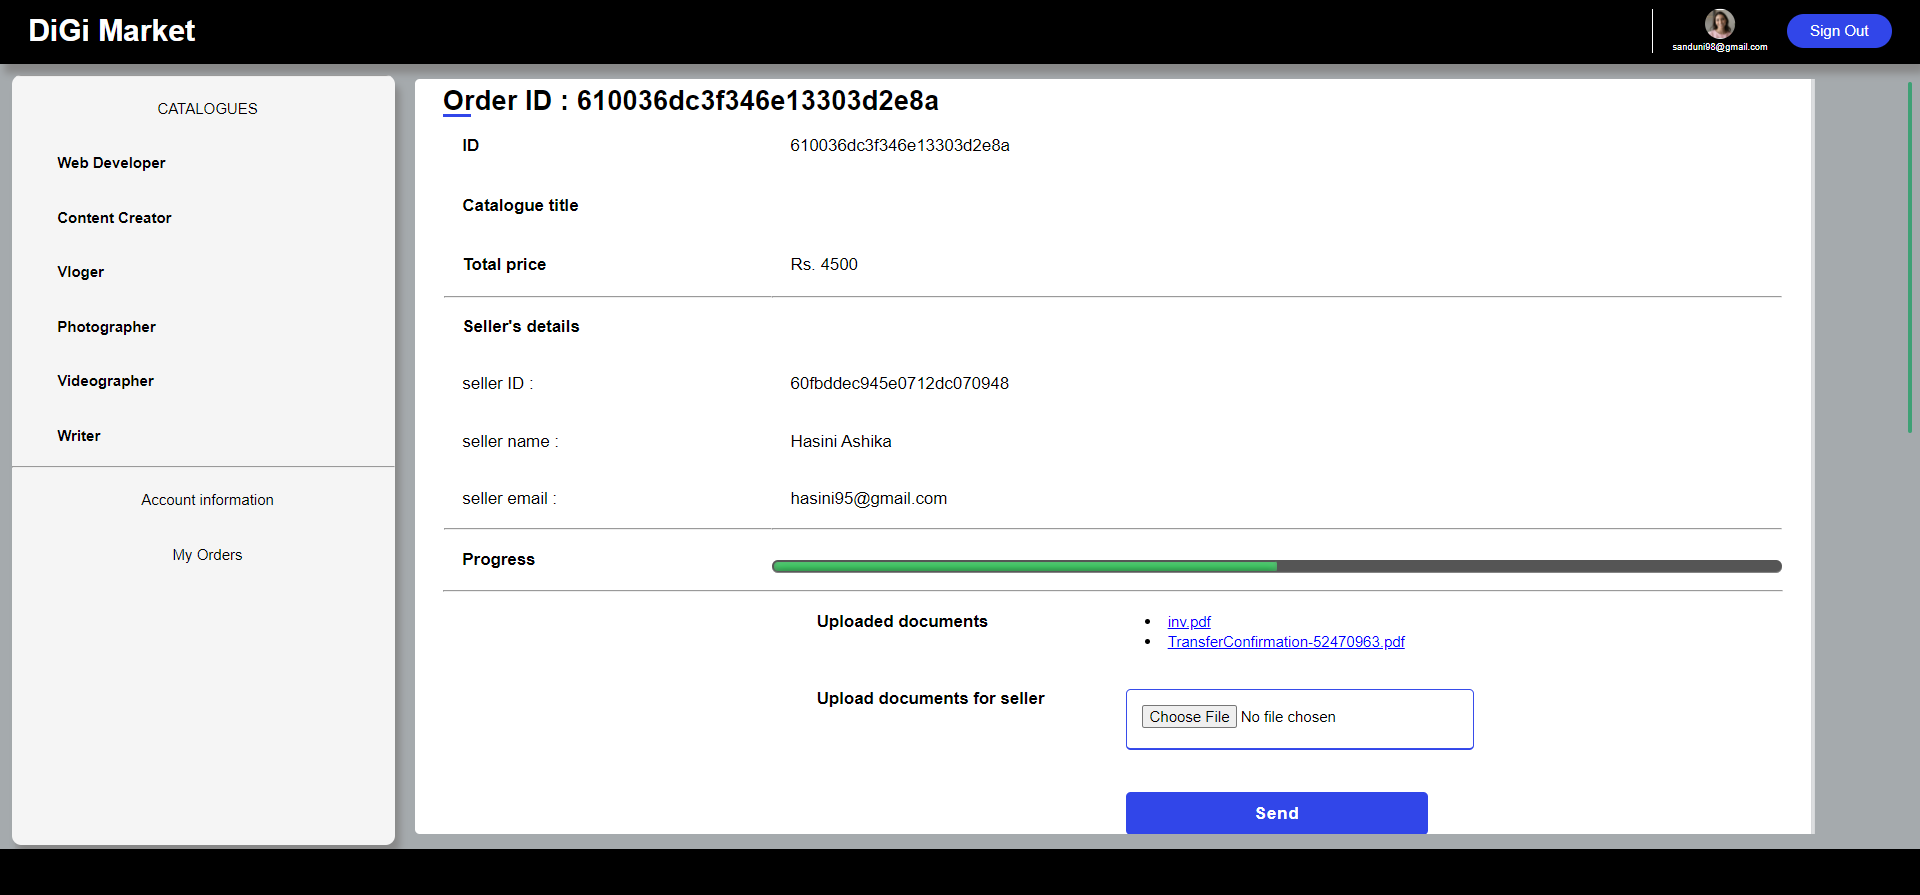 DiGi Market
sanduni98@gmail.com
Sign Out
CATALOGUES
Web Developer
Content Creator
Vloger
Photographer
Videographer
Writer
Account information
My Orders
Order ID : 610036dc3f346e13303d2e8a
ID 610036dc3f346e13303d2e8a
Catalogue title
Total price Rs. 4500
Seller's details
seller ID : 60fbddec945e0712dc070948
seller name : Hasini Ashika
seller email : hasini95@gmail.com
Progress
Uploaded documents
inv.pdf
TransferConfirmation-52470963.pdf
Upload documents for seller
Choose File No file chosen
Send